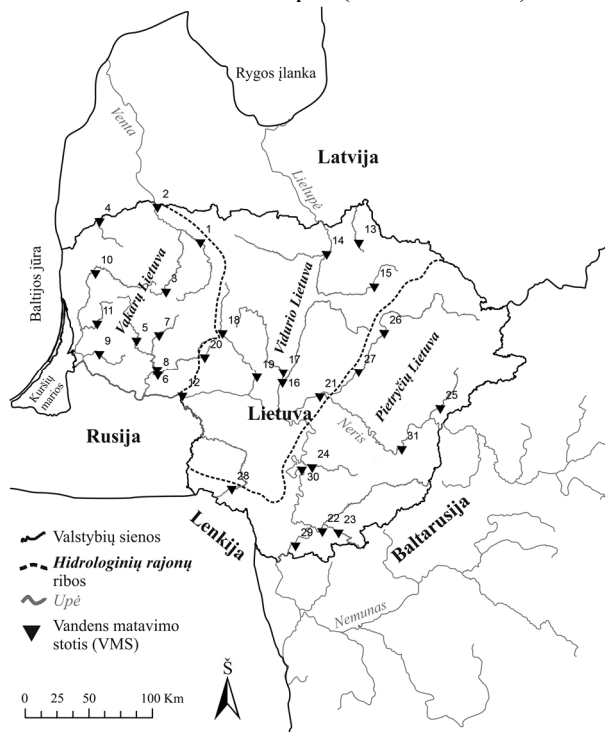 Rygos įlanka
Venta
Latvija
Lielupė
Baltijos jūra
Kuršių
marios
Vakarų Lietuva
Vidurio Lietuva
Pietryčių Lietuva
Lietuva
Neris
Rusija
Lenkija
Baltarusija
Nemunas
1
2
3
4
5
6
7
8
9
10
11
12
13
14
15
16
17
18
19
20
21
22
23
24
25
26
27
28
29
30
31
Valstybių sienos
Hidrologinių rajonų
ribos
Upė
Vandens matavimo
stotis (VMS)
0 25 50 100 Km
Š